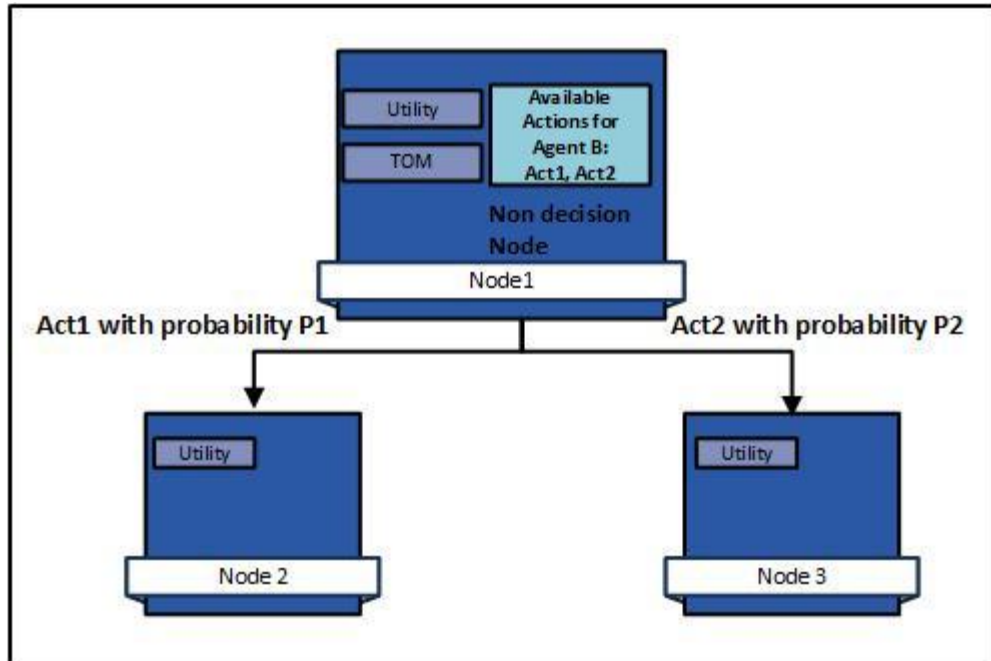 Utility
TOM
Available
Actions for
Agent B:
Act1, Act2
Non decision
Node
Node1
Act1 with probability P1
Act2 with probability P2
Utility
Node 2
Utility
Node 3